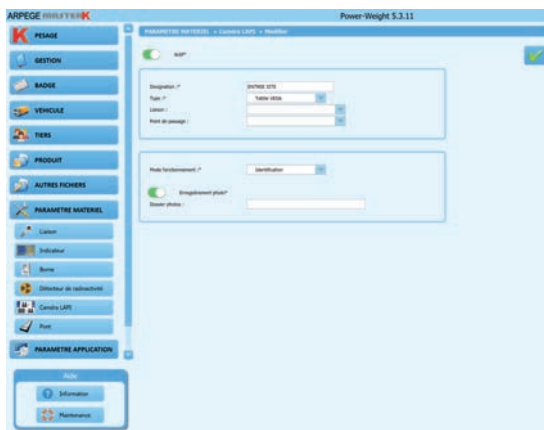 ARPEGE MASTERK
Power-Weight 5.3.11
PESAGE
GESTION
BADGE
VEHICULE
TIERS
PRODUIT
AUTRES FICHIERS
PARAMETRE MATERIEL
Liaison
Indicateur
Borne
Détecteur de radioactivité
Caméra LAPI
Pont
PARAMETRE APPLICATION
Aide
Information
Maintenance
PARAMETRE MATERIEL > Caméra LAPI > Modifier
Actif*
Désignation :*
ENTREE SITE
Type :*
Liaison :
Point de passage :
Mode fonctionnement :*
Identification
Enregistrement photo*
Dossier photos :